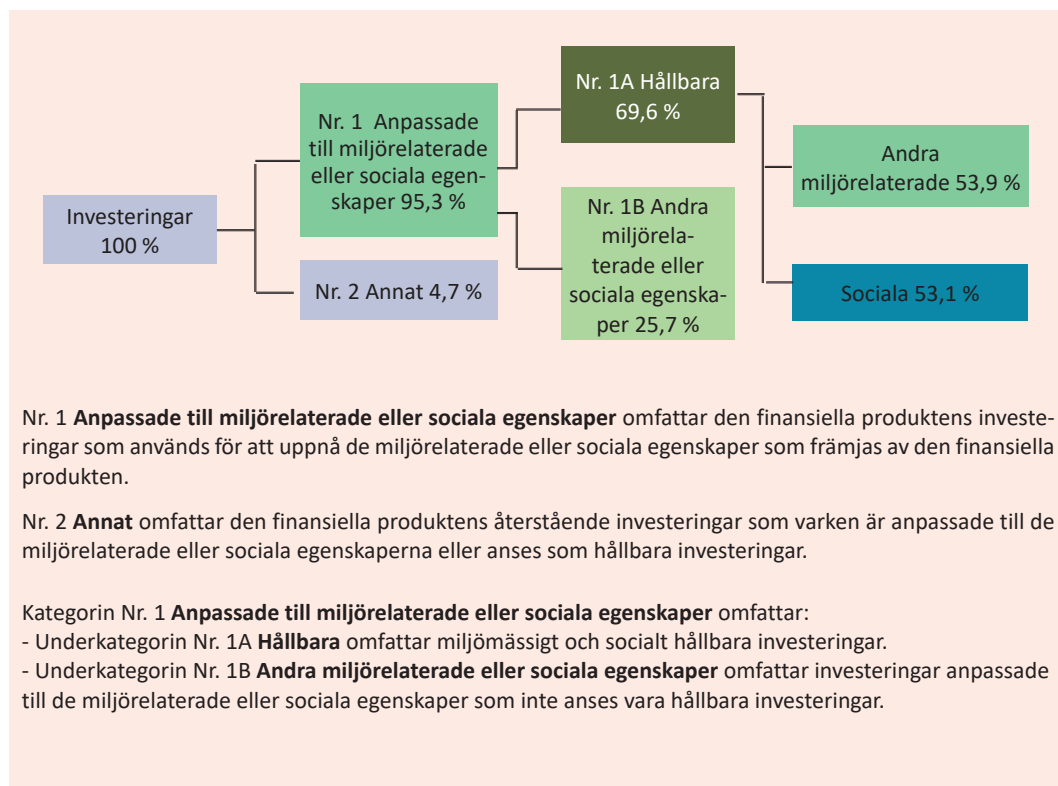 Investeringar
100 %
Nr. 1 Anpassade
till miljörelaterade
eller sociala egen-
skaper 95,3 %
Nr. 2 Annat 4,7 %
Nr. 1A Hållbara
69,6 %
Nr. 1B Andra
miljörela-
terade eller
sociala egenska-
per 25,7 %
Andra
miljörelaterade 53,9 %
Sociala 53,1 %
Nr. 1 Anpassade till miljörelaterade eller sociala egenskaper omfattar den finansiella produktens investe-
ringar som används för att uppnå de miljörelaterade eller sociala egenskaper som främjas av den finansiella
produkten.
Nr. 2 Annat omfattar den finansiella produktens återstående investeringar som varken är anpassade till de
miljörelaterade eller sociala egenskaperna eller anses som hållbara investeringar.
Kategorin Nr. 1 Anpassade till miljörelaterade eller sociala egenskaper omfattar:
- Underkategorin Nr. 1A Hållbara omfattar miljömässigt och socialt hållbara investeringar.
- Underkategorin Nr. 1B Andra miljörelaterade eller sociala egenskaper omfattar investeringar anpassade
till de miljörelaterade eller sociala egenskaper som inte anses vara hållbara investeringar.